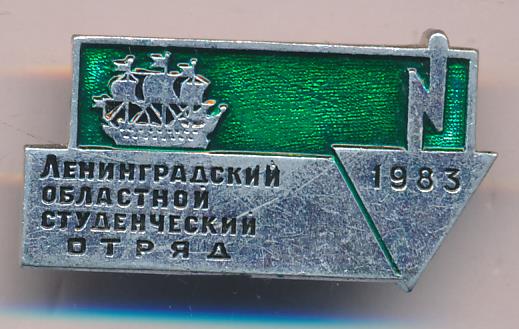 ЛЕНИНГРАДСКИЙ
ОБЛАСТНОЙ
СТУДЕНЧЕСКИЙ
ОТРЯД
1983